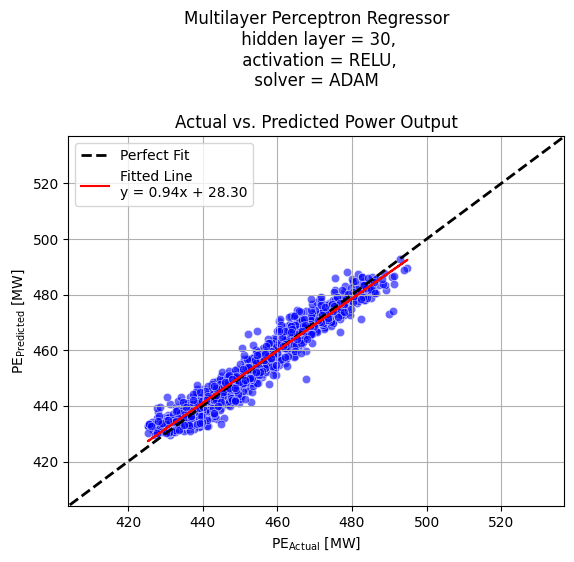 Multilayer Perceptron Regressor
hidden layer = 30,
activation = RELU,
solver = ADAM
Actual vs. Predicted Power Output
Perfect Fit
Fitted Line
y = 0.94x + 28.30
520
500
480
460
440
420
PE_Predicted [MW]
420 440 460 480 500 520
PE_Actual [MW]